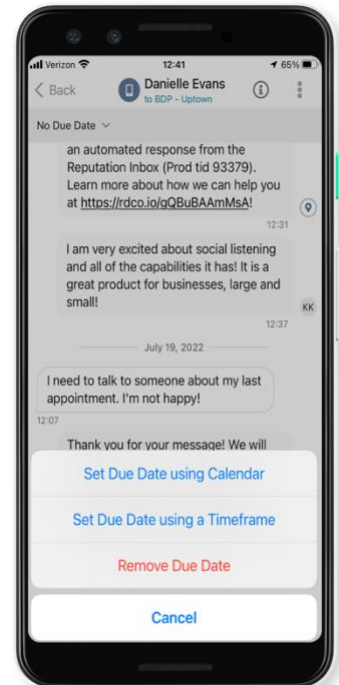 Verizon 12:41 65%
Back
Danielle Evans
to BDP - Uptown
No Due Date
an automated response from the
Reputation Inbox (Prod tid 93379).
Learn more about how we can help you
at https://rdco.io/gQBuBAAmMsA!
12:31
I am very excited about social listening
and all of the capabilities it has! It is a
great product for businesses, large and
small!
KK
12:37
July 19, 2022
I need to talk to someone about my last
appointment. I'm not happy!
12:07
Thank you for your message! We will
Set Due Date using Calendar
Set Due Date using a Timeframe
Remove Due Date
Cancel